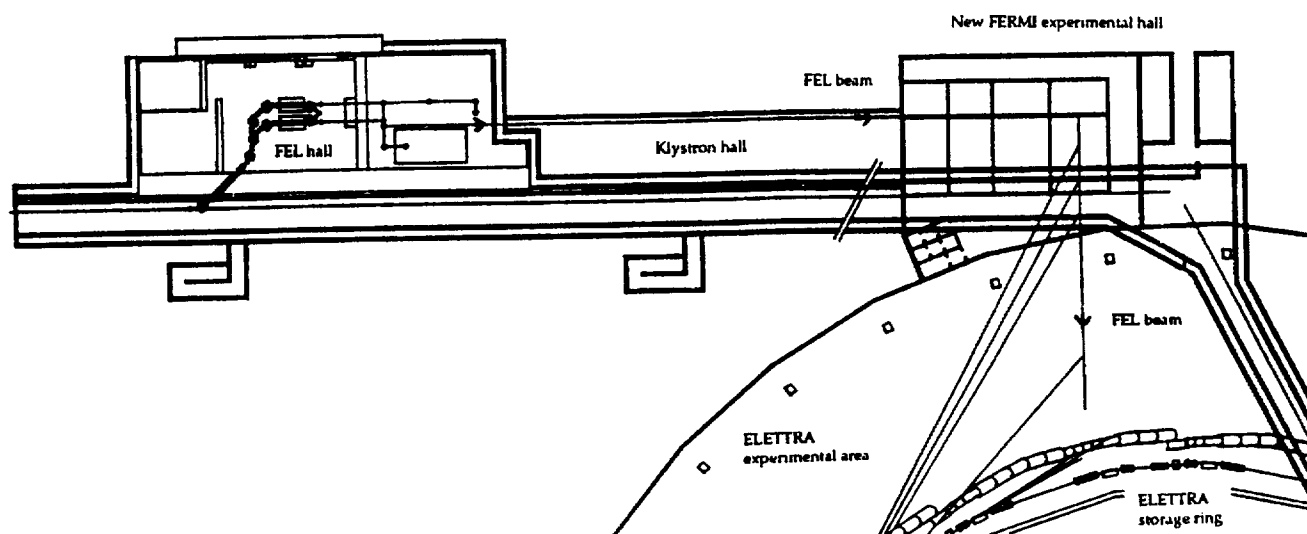 New FERMI experimental hall
FEL beam
FEL hall
Klystron hall
FEL beam
ELETTRA
experimental area
ELETTRA
storage ring